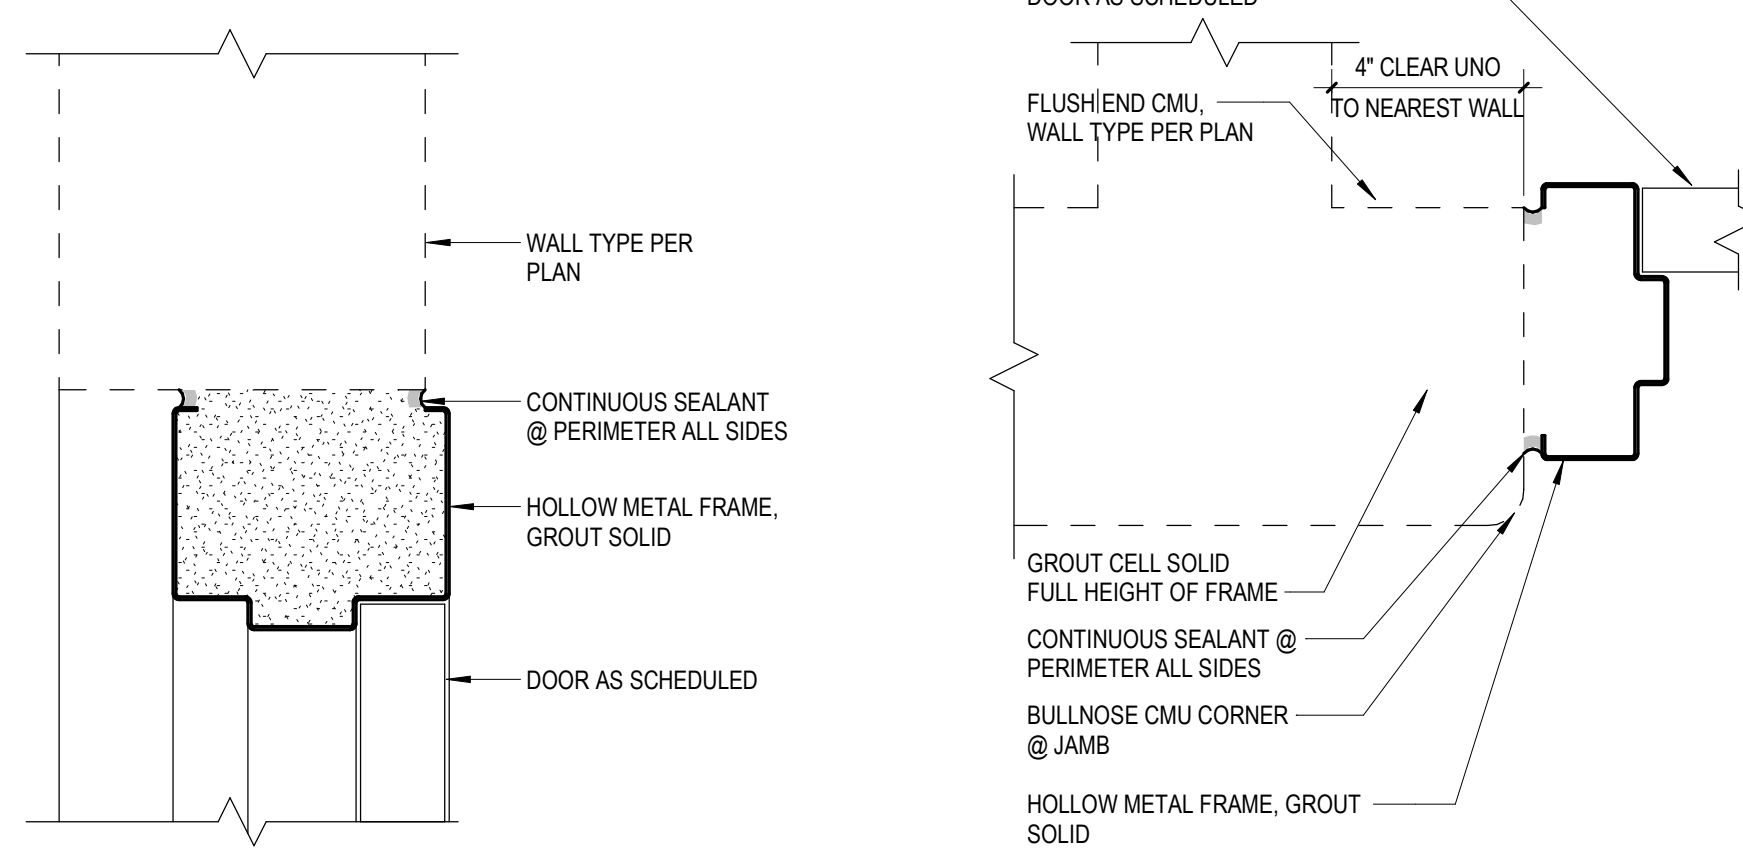 WALL TYPE PER
PLAN
CONTINUOUS SEALANT
@ PERIMETER ALL SIDES
HOLLOW METAL FRAME,
GROUT SOLID
DOOR AS SCHEDULED
DOOR AS SCHEDULED
4" CLEAR UNO
TO NEAREST WALL
FLUSH END CMU,
WALL TYPE PER PLAN
GROUT CELL SOLID
FULL HEIGHT OF FRAME
CONTINUOUS SEALANT @
PERIMETER ALL SIDES
BULLNOSE CMU CORNER
@ JAMB
HOLLOW METAL FRAME, GROUT
SOLID